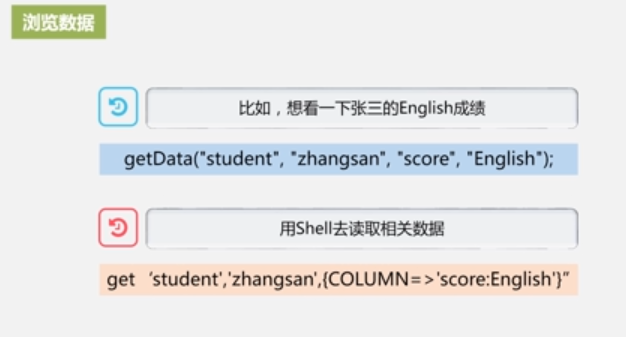 浏览数据
比如，想看一下张三的English成绩
getData("student", "zhangsan", "score", "English");
用Shell去读取相关数据
get ‘student','zhangsan',{COLUMN=>'score:English'}”